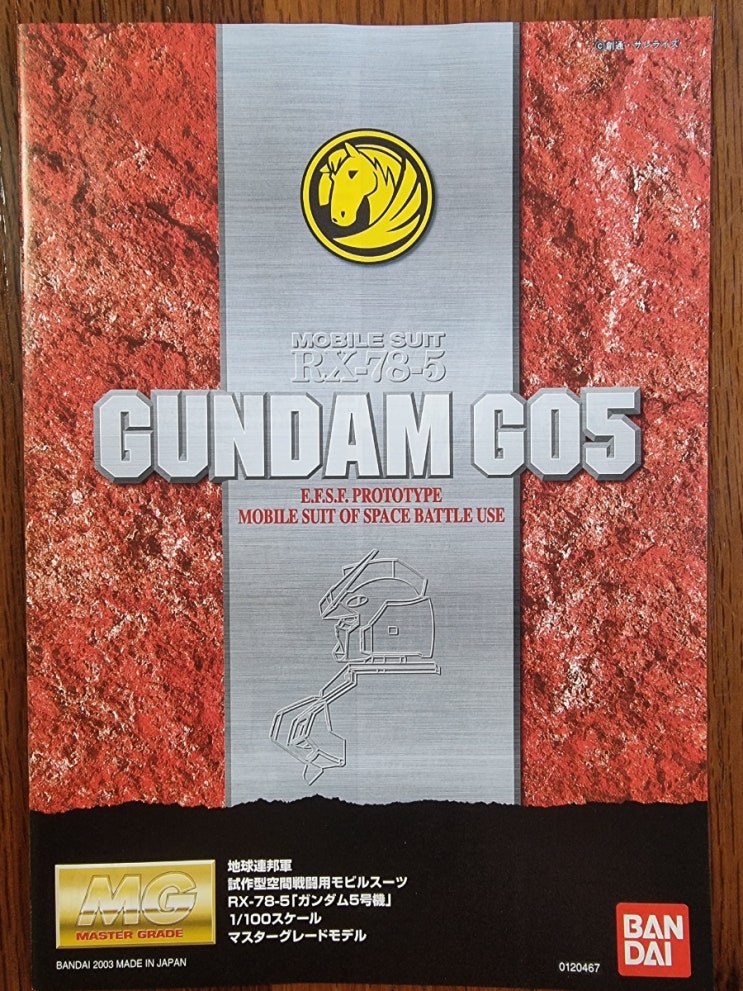 ©創通・サンライズ
MOBILE SUIT
RX-78-5
GUNDAM G05
E.F.S.F. PROTOTYPE
MOBILE SUIT OF SPACE BATTLE USE
MG
MASTER GRADE
地球連邦軍
試作型空間戦闘用モビルスーツ
RX-78-5「ガンダム5号機」
1/100スケール
マスターグレードモデル
BANDAI 2003 MADE IN JAPAN
0120467
BAN
DAI